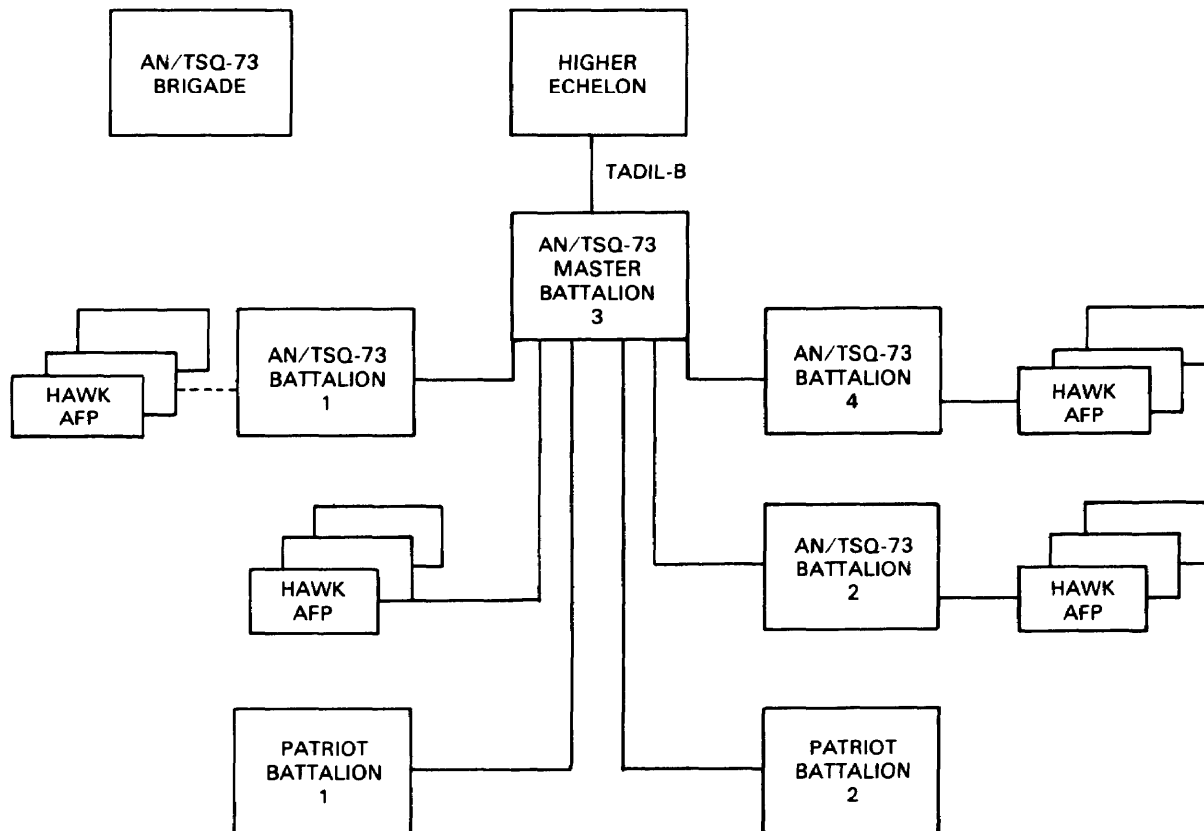 AN/TSQ-73
BRIGADE
HIGHER
ECHELON
TADIL-B
AN/TSQ-73
MASTER
BATTALION
3
AN/TSQ-73
BATTALION
1
HAWK
AFP
AN/TSQ-73
BATTALION
4
HAWK
AFP
HAWK
AFP
AN/TSQ-73
BATTALION
2
HAWK
AFP
PATRIOT
BATTALION
1
PATRIOT
BATTALION
2